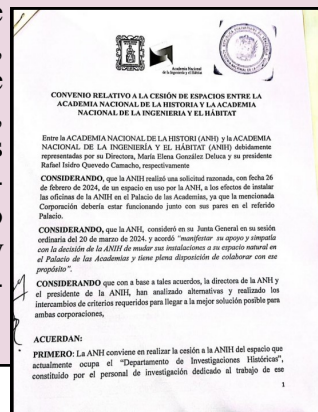 Academia Nacional
de la Ingeniería y el Hábitat
CONVENIO RELATIVO A LA CESIÓN DE ESPACIOS ENTRE LA
ACADEMIA NACIONAL DE LA HISTORIA Y LA ACADEMIA
NACIONAL DE LA INGENIERIA Y EL HÁBITAT
Entre la ACADEMIA NACIONAL DE LA HISTORI (ANH) y la ACADEMIA
NACIONAL DE LA INGENIERÍA Y EL HÁBITAT (ANIH) debidamente
representadas por su Directora, María Elena González Deluca y su presidente
Rafael Isidro Quevedo Camacho, respectivamente
CONSIDERANDO, que la ANIH realizó una solicitud razonada, con fecha 26
de febrero de 2024, de un espacio en uso por la ANH, a los efectos de instalar
las oficinas de la ANIH en el Palacio de las Academias, ya que la mencionada
Corporación debería estar funcionando junto con sus pares en el referido
Palacio.
CONSIDERANDO, que la ANH, consideró en su Junta General en su sesión
ordinaria del 20 de marzo de 2024. y acordó "manifestar su apoyo y simpatía
con la decisión de la ANIH de mudar sus instalaciones a su espacio natural en
el Palacio de las Academias y tiene plena disposición de colaborar con ese
propósito".
CONSIDERANDO que con a base a tales acuerdos, la directora de la ANH y
el presidente de la ANIH, han analizado alternativas y realizado los
intercambios de criterios requeridos para llegar a la mejor solución posible para
ambas corporaciones,
ACUERDAN:
PRIMERO: La ANH conviene en realizar la cesión a la ANIH del espacio que
actualmente ocupa el "Departamento de Investigaciones Históricas",
constituido por el personal de investigación dedicado al trabajo de ese
1